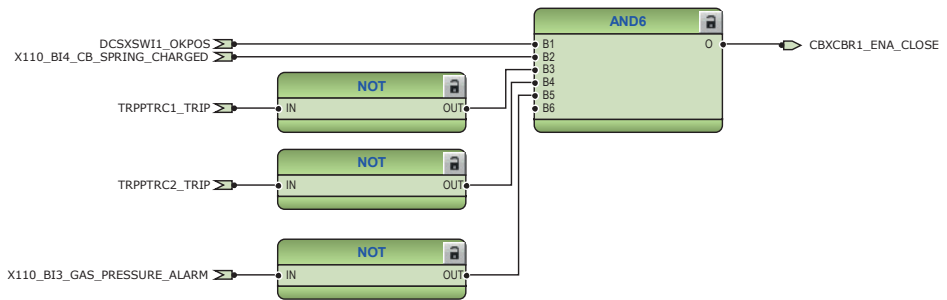 AND6
DCSXSWI1_OKPOS
B1
O
CBXCBR1_ENA_CLOSE
X110_BI4_CB_SPRING_CHARGED
B2
B3
B4
B5
B6
NOT
TRPPTRC1_TRIP
IN
OUT
NOT
TRPPTRC2_TRIP
IN
OUT
NOT
X110_BI3_GAS_PRESSURE_ALARM
IN
OUT